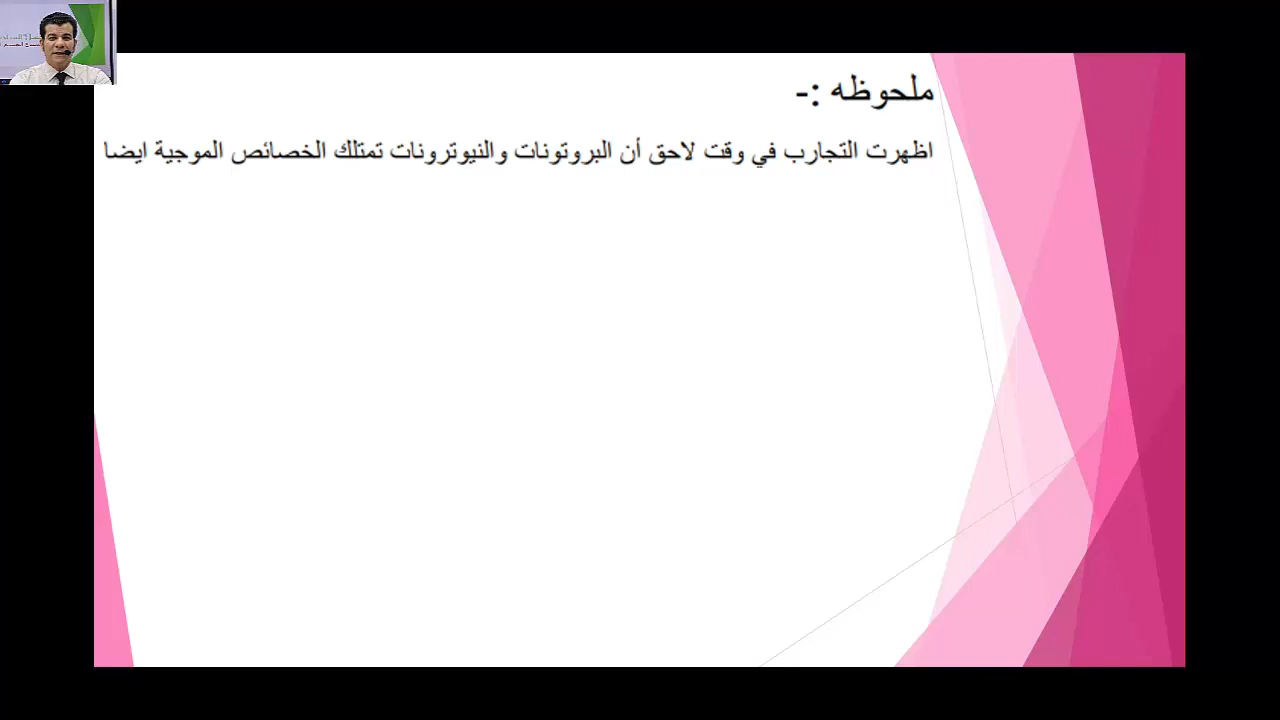 ملحوظه :-
اظهرت التجارب في وقت لاحق أن البروتونات والنيوترونات تمتلك الخصائص الموجية ايضا